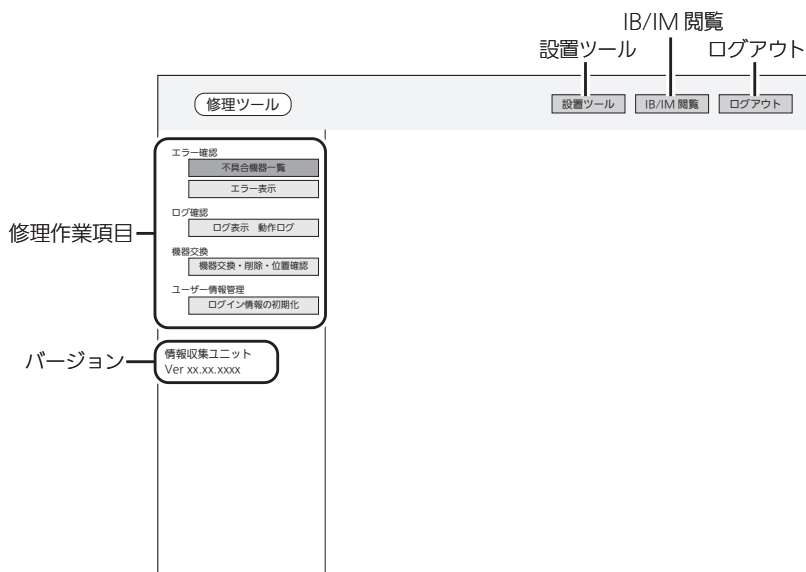 IB/IM 閲覧
設置ツール
ログアウト
修理ツール
設置ツール
IB/IM 閲覧
ログアウト
エラー確認
不具合機器一覧
エラー表示
ログ確認
ログ表示 動作ログ
修理作業項目
機器交換
機器交換・削除・位置確認
ユーザー情報管理
ログイン情報の初期化
バージョン
情報収集ユニット
Ver xx.xx.xxxx